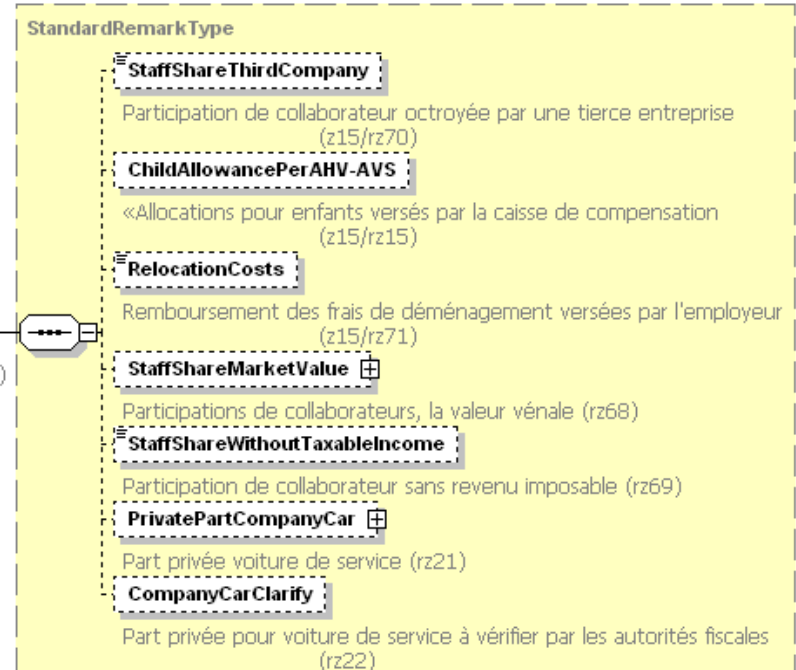 StandardRemarkType
StaffShareThirdCompany
Participation de collaborateur octroyée par une tierce entreprise
(z15/rz70)
ChildAllowancePerAHV-AVS
«Allocations pour enfants versés par la caisse de compensation
(z15/rz15)
RelocationCosts
Remboursement des frais de déménagement versées par l'employeur
(z15/rz71)
)
StaffShareMarketValue
Participations de collaborateurs, la valeur vénale (rz68)
StaffShareWithoutTaxableIncome
Participation de collaborateur sans revenu imposable (rz69)
PrivatePartCompanyCar
Part privée voiture de service (rz21)
CompanyCarClarify
Part privée pour voiture de service à vérifier par les autorités fiscales
(rz22)